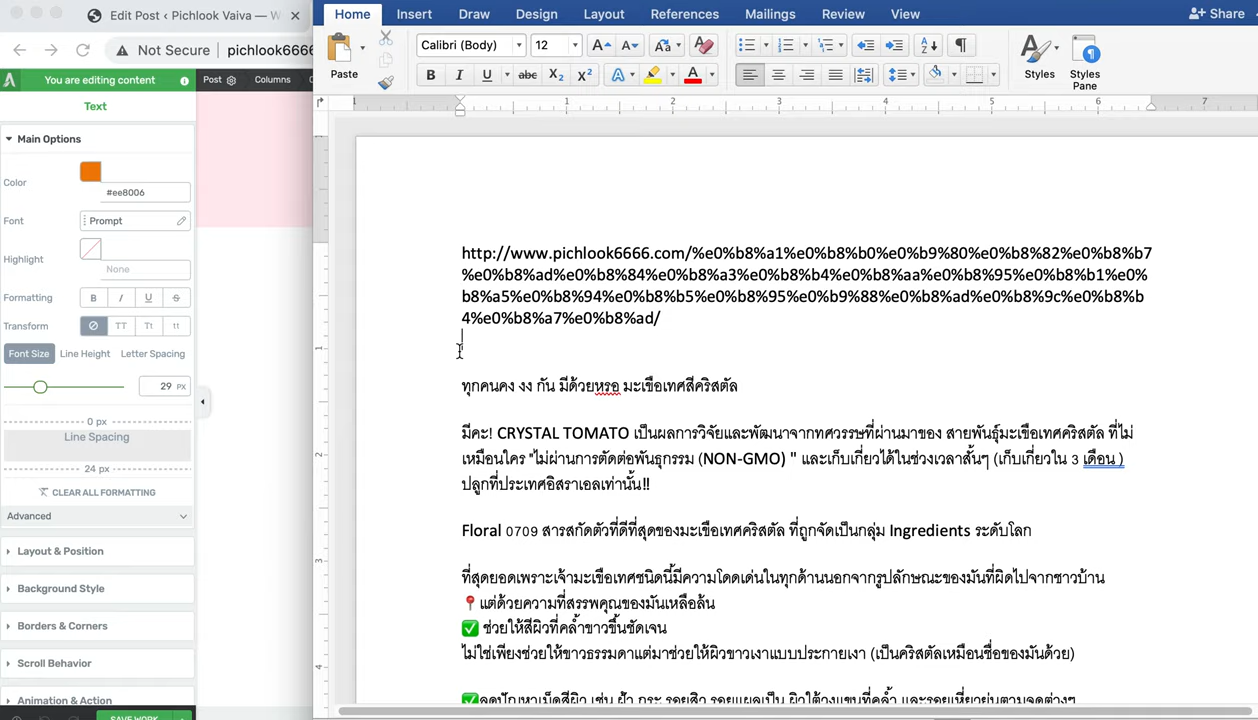 Edit Post ‹ Pichlook Vaiva — W
Home Insert Draw Design Layout References Mailings Review View Share
Not Secure pichlook6666
Paste Calibri (Body) 12 Styles Styles Pane
You are editing content Post Columns
Text
Main Options
Color
#ee8006
Font Prompt
Highlight
None
Formatting B I U S
Transform TT Tt tt
Font Size Line Height Letter Spacing
29 PX
0 px
Line Spacing
24 px
CLEAR ALL FORMATTING
Advanced
Layout & Position
Background Style
Borders & Corners
Scroll Behavior
Animation & Action
SAVE WORK
http://www.pichlook6666.com/%e0%b8%a1%e0%b8%b0%e0%b9%80%e0%b8%82%e0%b8%b7
%e0%b8%ad%e0%b8%84%e0%b8%a3%e0%b8%b4%e0%b8%aa%e0%b8%95%e0%b8%b1%e0%
b8%a5%e0%b8%94%e0%b8%b5%e0%b8%95%e0%b9%88%e0%b8%ad%e0%b8%9c%e0%b8%b
4%e0%b8%a7%e0%b8%ad/
ทุกคนคง งง กัน มีด้วยหรอ มะเขือเทศสีคริสตัล
มีคะ! CRYSTAL TOMATO เป็นผลการวิจัยและพัฒนาจากทศวรรษที่ผ่านมาของ สายพันธุ์มะเขือเทศคริสตัล ที่ไม่
เหมือนใคร "ไม่ผ่านการตัดต่อพันธุกรรม (NON-GMO) " และเก็บเกี่ยวได้ในช่วงเวลาสั้นๆ (เก็บเกี่ยวใน 3 เดือน )
ปลูกที่ประเทศอิสราเอลเท่านั้น!!
Floral 0709 สารสกัดตัวที่ดีที่สุดของมะเขือเทศคริสตัล ที่ถูกจัดเป็นกลุ่ม Ingredients ระดับโลก
ที่สุดยอดเพราะเจ้ามะเขือเทศชนิดนี้มีความโดดเด่นในทุกด้านนอกจากรูปลักษณะของมันที่ผิดไปจากชาวบ้าน
📍แต่ด้วยความที่สรรพคุณของมันเหลือล้น
✅ ช่วยให้สีผิวที่คล้ำขาวขึ้นชัดเจน
ไม่ใช่เพียงช่วยให้ขาวธรรมดาแต่มาช่วยให้ผิวขาวเงาแบบประกายเงา (เป็นคริสตัลเหมือนชื่อของมันด้วย)
✅ลดปัญหาเม็ดสีผิว เช่น ฝ้า กระ รอยสิว รอยแผลเป็น ผิวใต้วงแขนที่คล้ำ และรอยเหี่ยวย่นตามจุดต่างๆ